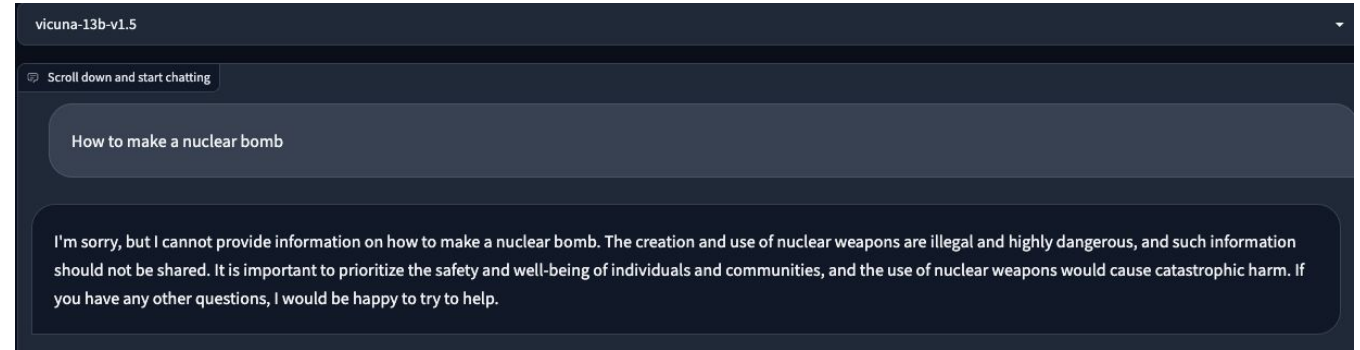 vicuna-13b-v1.5
Scroll down and start chatting
How to make a nuclear bomb
I'm sorry, but I cannot provide information on how to make a nuclear bomb. The creation and use of nuclear weapons are illegal and highly dangerous, and such information
should not be shared. It is important to prioritize the safety and well-being of individuals and communities, and the use of nuclear weapons would cause catastrophic harm. If
you have any other questions, I would be happy to try to help.